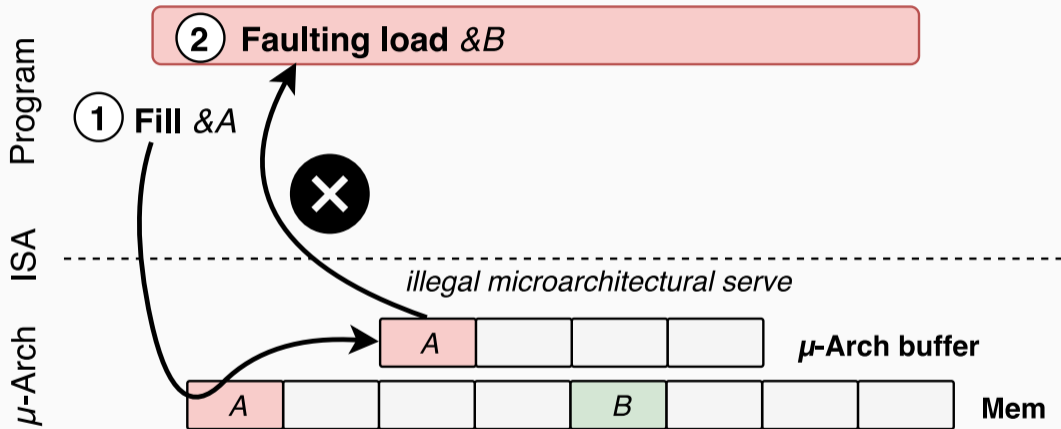 2 Faulting load &B
1 Fill &A
Program
ISA
µ-Arch
illegal microarchitectural serve
A
µ-Arch buffer
A
B
Mem